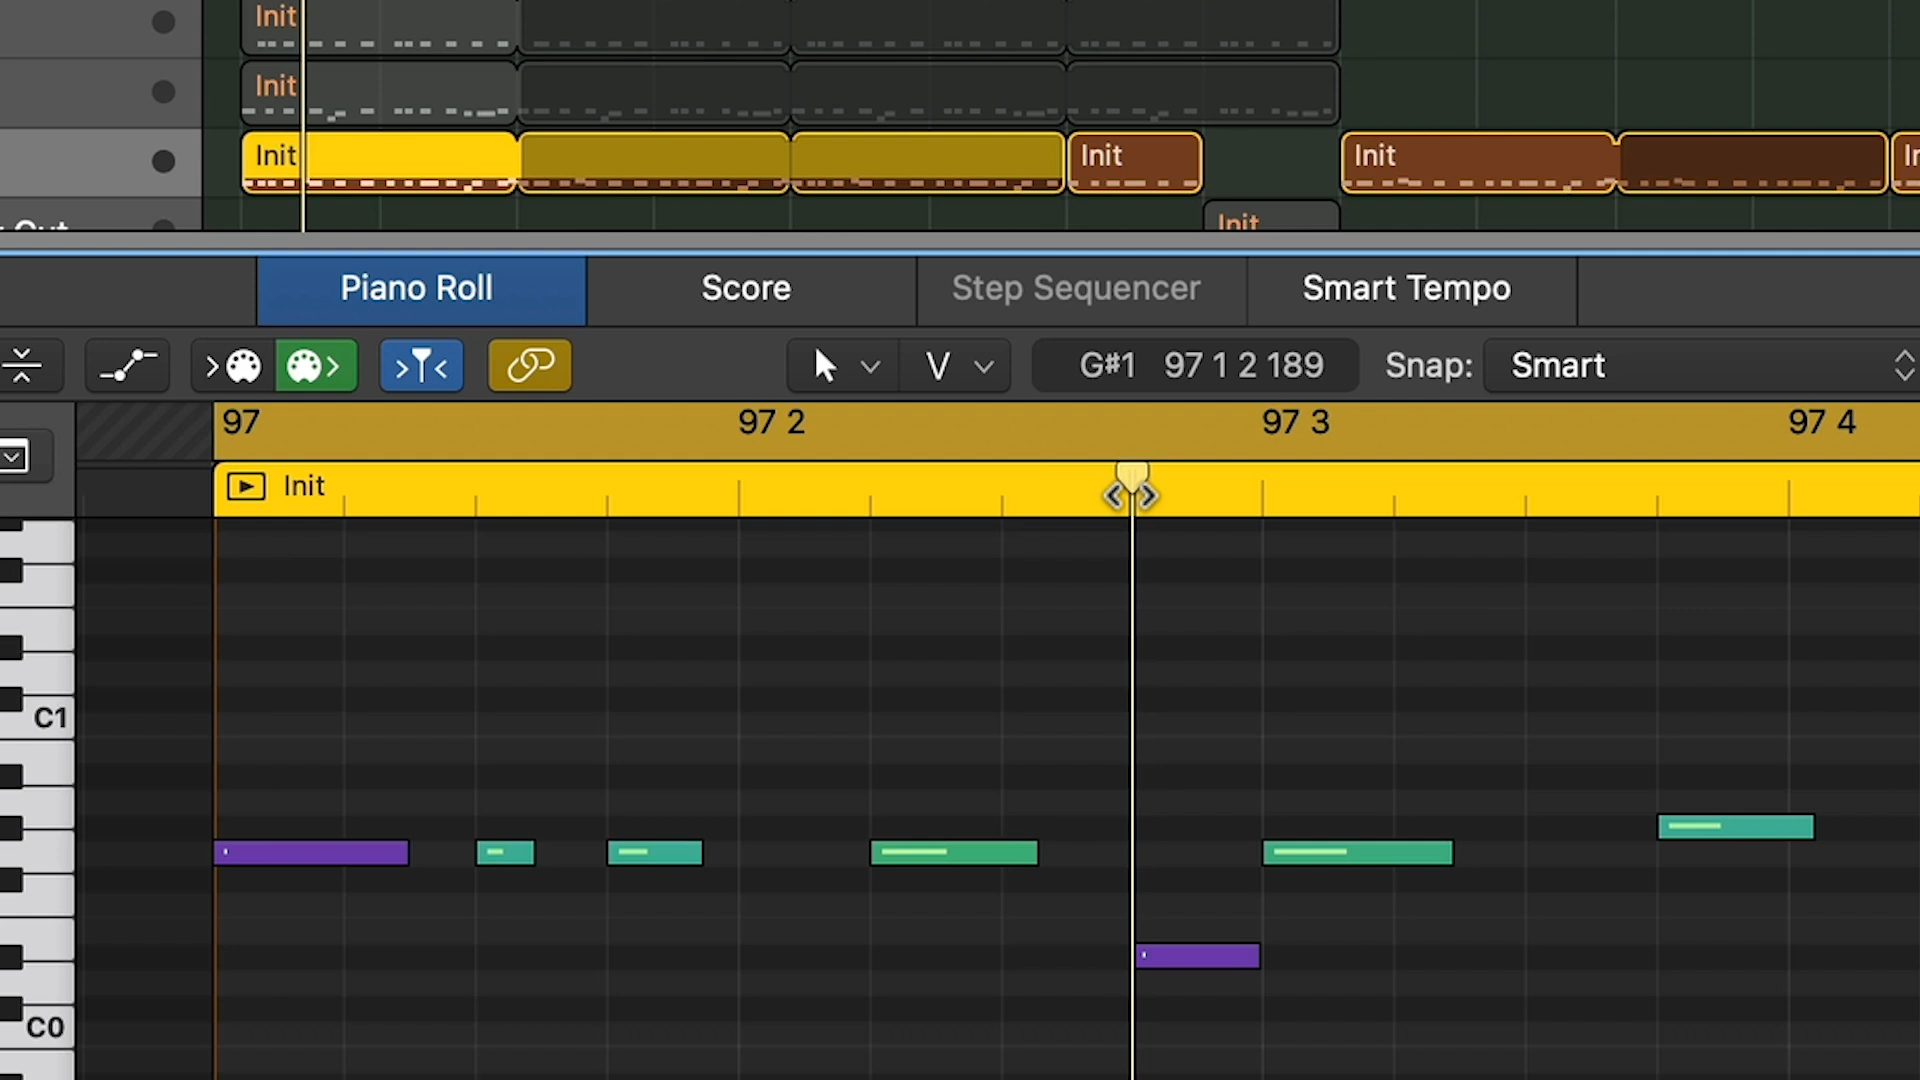 Init
Init
Init Init Init
Init
Piano Roll Score Step Sequencer Smart Tempo
V G#1 97 1 2 189 Snap: Smart
97 97 2 97 3 97 4
Init
C1
C0